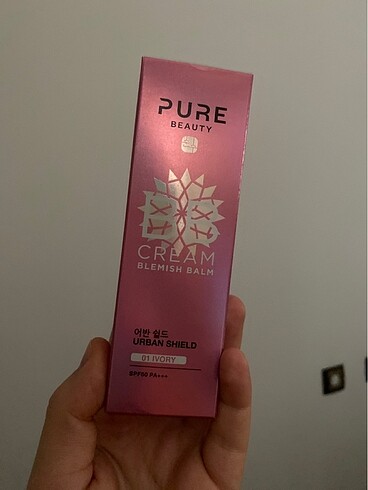 PURE
BEAUTY
BB
CREAM
BLEMISH BALM
어반 쉴드
URBAN SHIELD
01 IVORY
SPF50 PA+++